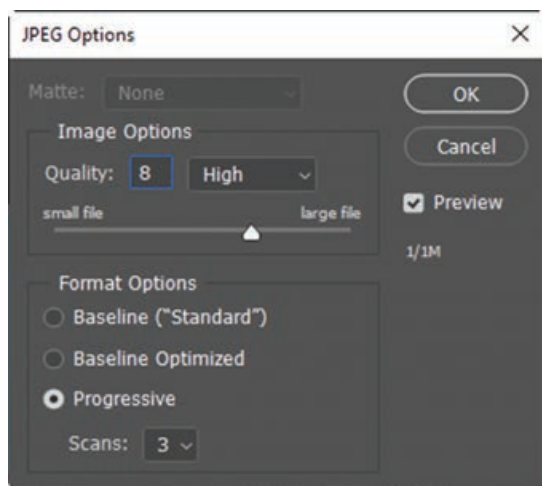 JPEG Options
Matte: None
OK
Image Options
Cancel
Quality: 8 High
Preview
small file large file
1/1M
Format Options
Baseline ("Standard")
Baseline Optimized
Progressive
Scans: 3